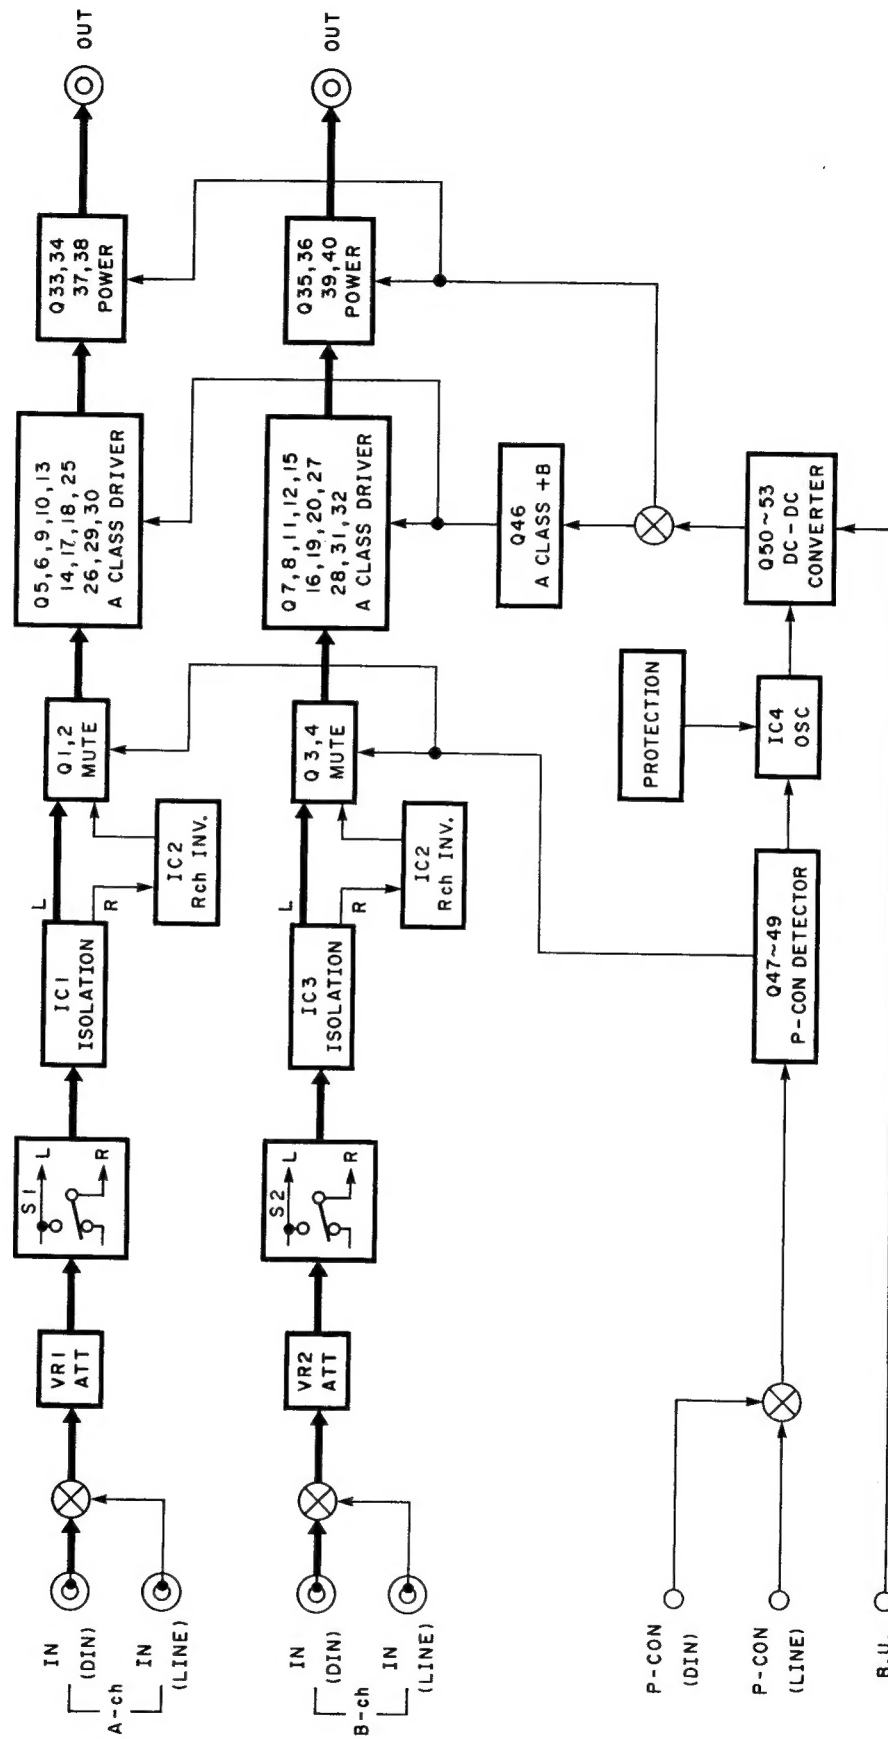 IN
(DIN)
A-ch
IN
(LINE)
VR1
ATT
S1
L
R
IC1
ISOLATION
L
R
IC2
Rch INV.
Q1,2
MUTE
Q5,6,9,10,13
14,17,18,25
26,29,30
A CLASS DRIVER
Q33,34
37,38
POWER
OUT
IN
(DIN)
B-ch
IN
(LINE)
VR2
ATT
S2
L
R
IC3
ISOLATION
L
R
IC2
Rch INV.
Q3,4
MUTE
Q7,8,11,12,15
16,19,20,27
28,31,32
A CLASS DRIVER
Q35,36
39,40
POWER
OUT
Q46
A CLASS +B
PROTECTION
P-CON
(DIN)
P-CON
(LINE)
Q47~49
P-CON DETECTOR
IC4
OSC
Q50~53
DC-DC
CONVERTER
B.U.